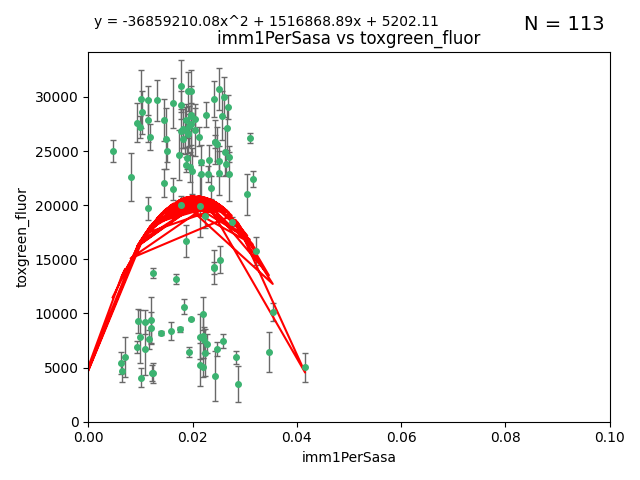 y = -36859210.08x^2 + 1516868.89x + 5202.11
N = 113
imm1PerSasa vs toxgreen_fluor
toxgreen_fluor
30000
25000
20000
15000
10000
5000
0
0.00 0.02 0.04 0.06 0.08 0.10
imm1PerSasa